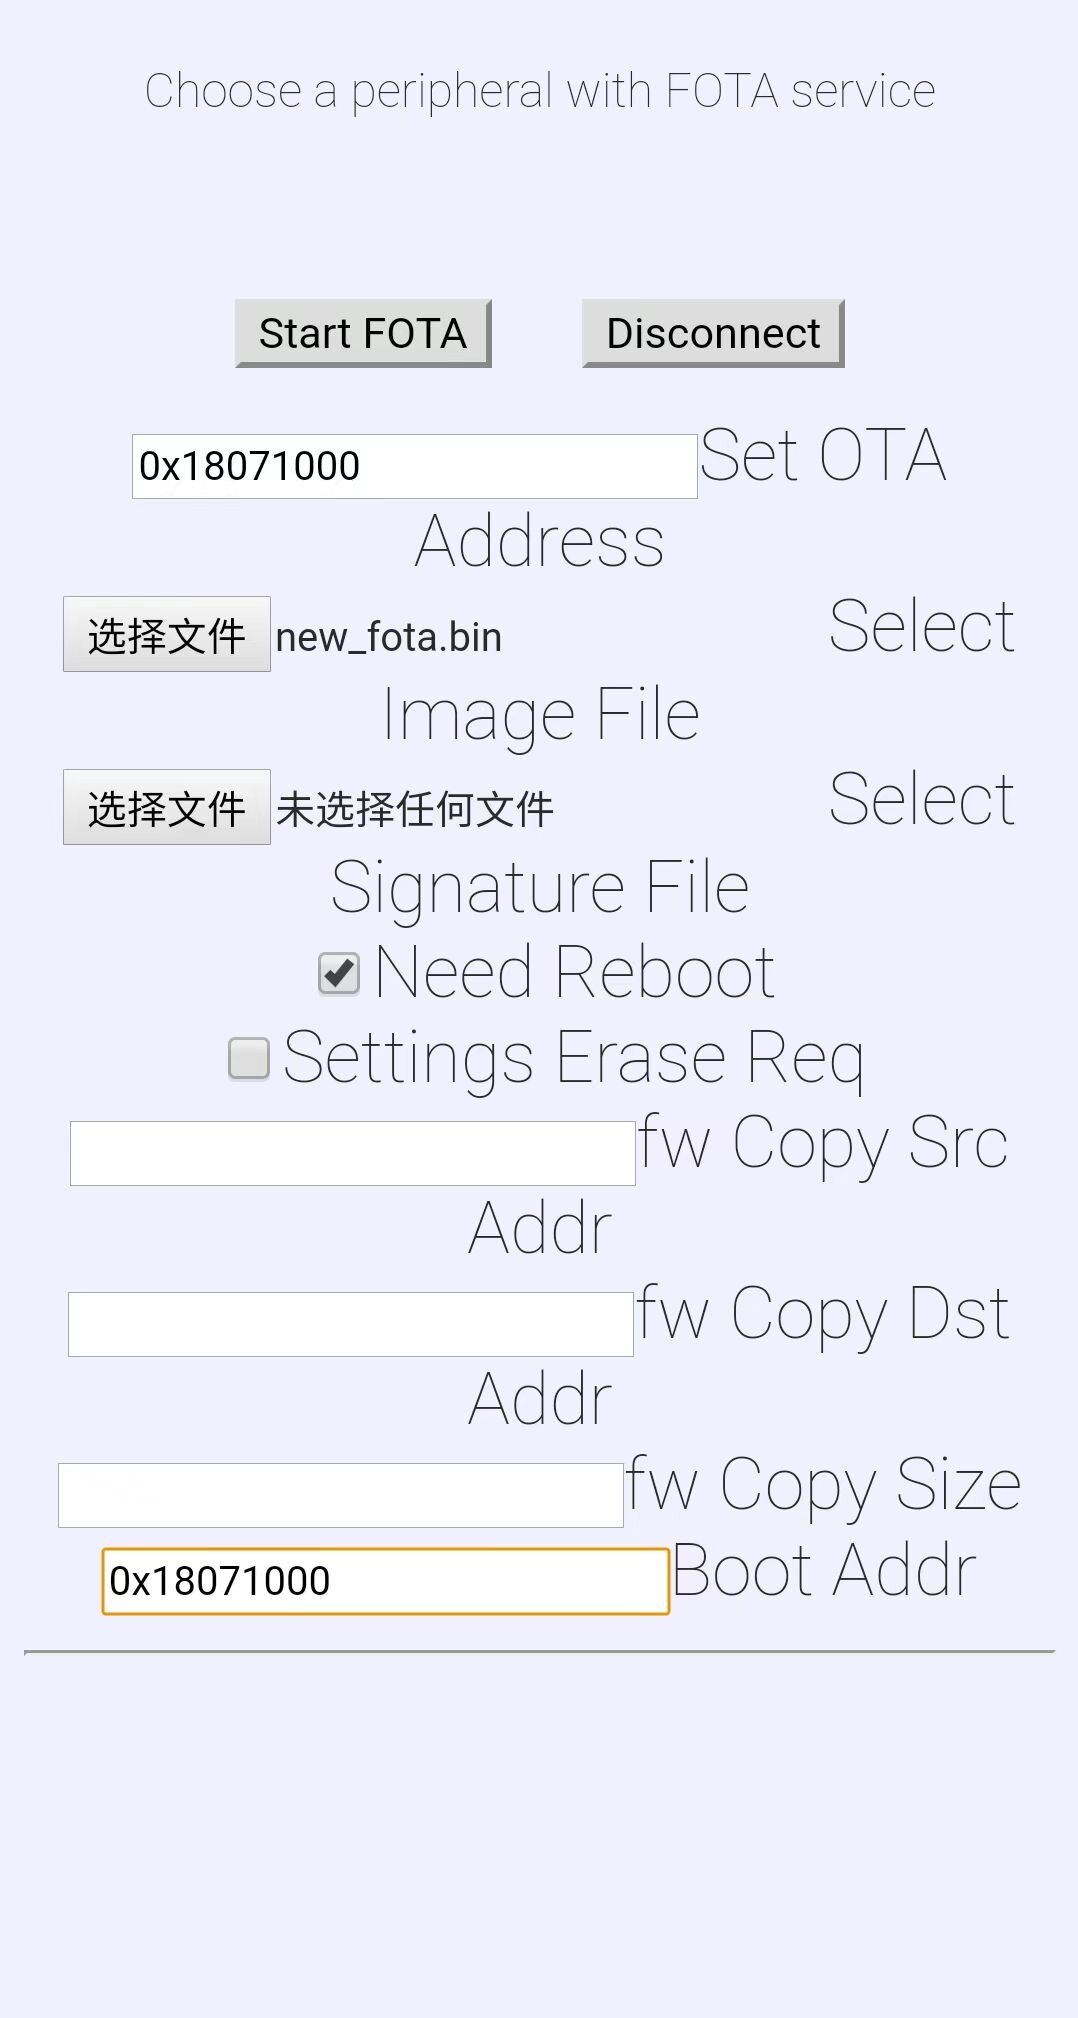 Choose a peripheral with FOTA service
Start FOTA Disconnect
0x18071000 Set OTA
Address
选择文件 new_fota.bin Select
Image File
选择文件 未选择任何文件 Select
Signature File
Need Reboot
Settings Erase Req
fw Copy Src
Addr
fw Copy Dst
Addr
fw Copy Size
0x18071000 Boot Addr